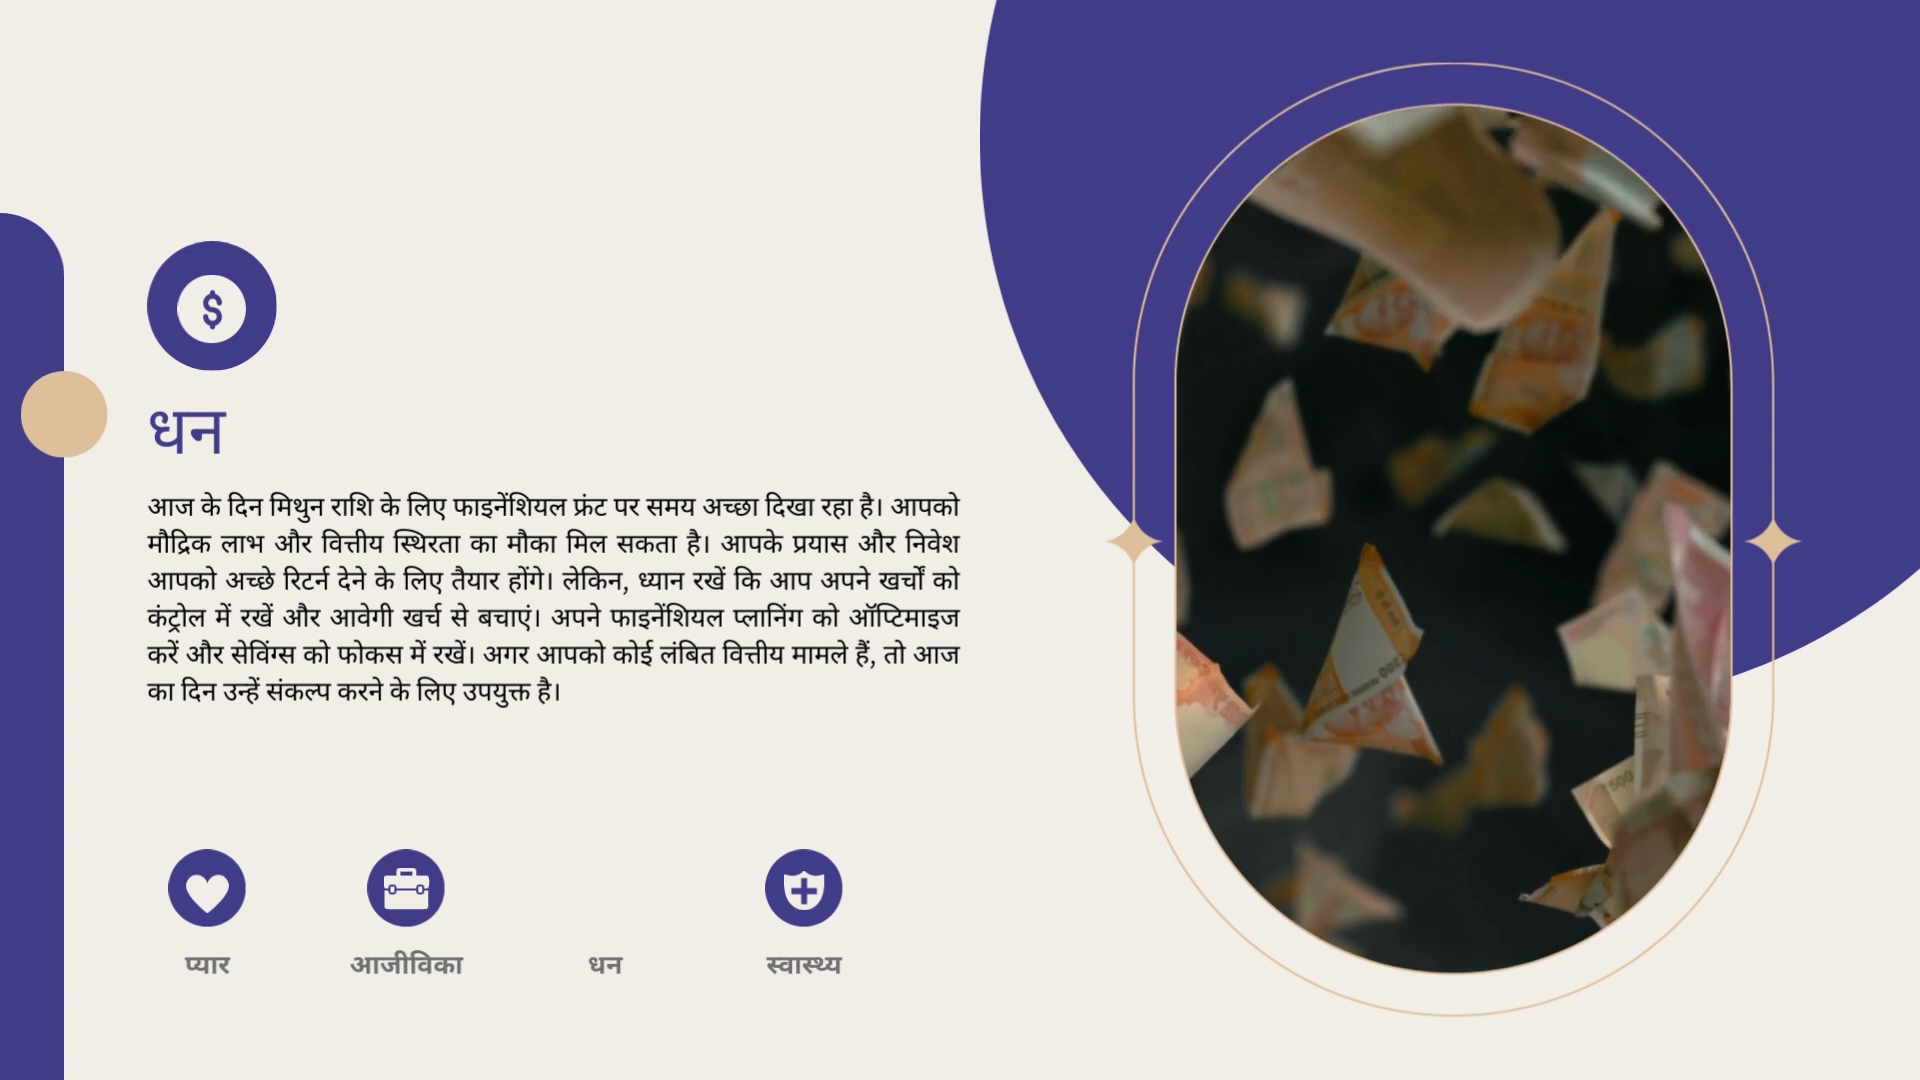 $
धन
आज के दिन मिथुन राशि के लिए फाइनेंशियल फ्रंट पर समय अच्छा दिखा रहा है। आपको
मौद्रिक लाभ और वित्तीय स्थिरता का मौका मिल सकता है। आपके प्रयास और निवेश
आपको अच्छे रिटर्न देने के लिए तैयार होंगे। लेकिन, ध्यान रखें कि आप अपने खर्चों को
कंट्रोल में रखें और आवेगी खर्च से बचाएं। अपने फाइनेंशियल प्लानिंग को ऑप्टिमाइज
करें और सेविंग्स को फोकस में रखें। अगर आपको कोई लंबित वित्तीय मामले हैं, तो आज
का दिन उन्हें संकल्प करने के लिए उपयुक्त है।
प्यार आजीविका धन स्वास्थ्य
200
500